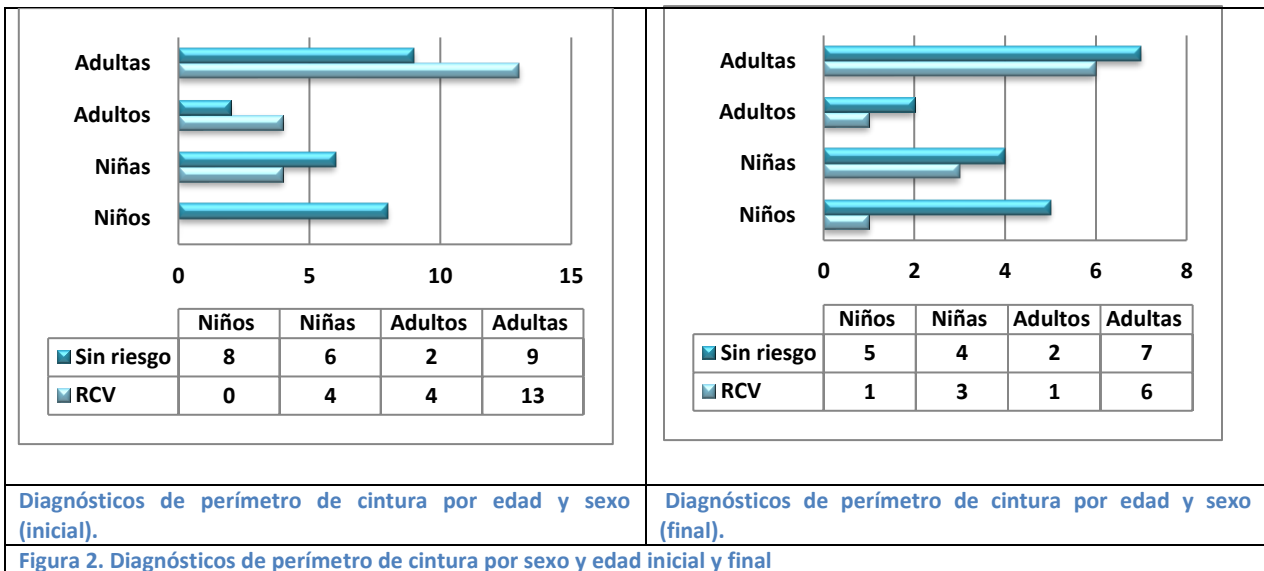 Adultas
Adultos
Niñas
Niños
0 5 10 15
Niños Niñas Adultos Adultas
Sin riesgo 8 6 2 9
RCV 0 4 4 13
Diagnósticos de perímetro de cintura por edad y sexo
(inicial).
Adultas
Adultos
Niñas
Niños
0 2 4 6 8
Niños Niñas Adultos Adultas
Sin riesgo 5 4 2 7
RCV 1 3 1 6
Diagnósticos de perímetro de cintura por edad y sexo
(final).
Figura 2. Diagnósticos de perímetro de cintura por sexo y edad inicial y final